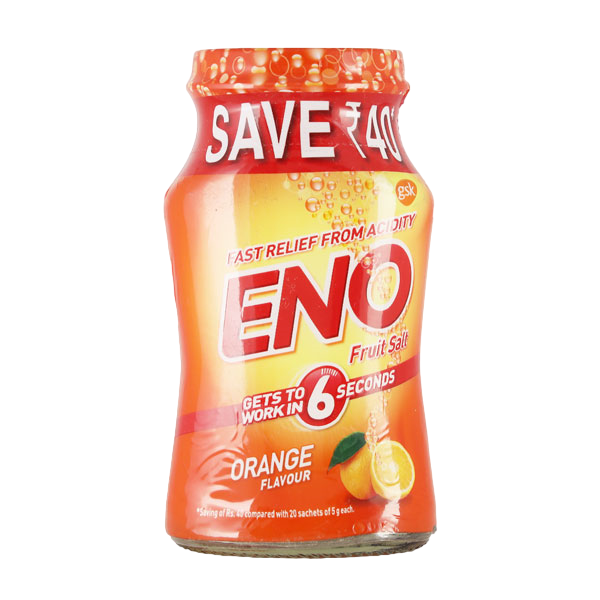 SAVE ₹40*
gsk
FAST RELIEF FROM ACIDITY
ENO
Fruit Salt
GETS TO
WORK IN
6 SECONDS
ORANGE
FLAVOUR
*Saving of Rs. 40 compared with 20 sachets of 5 g each.